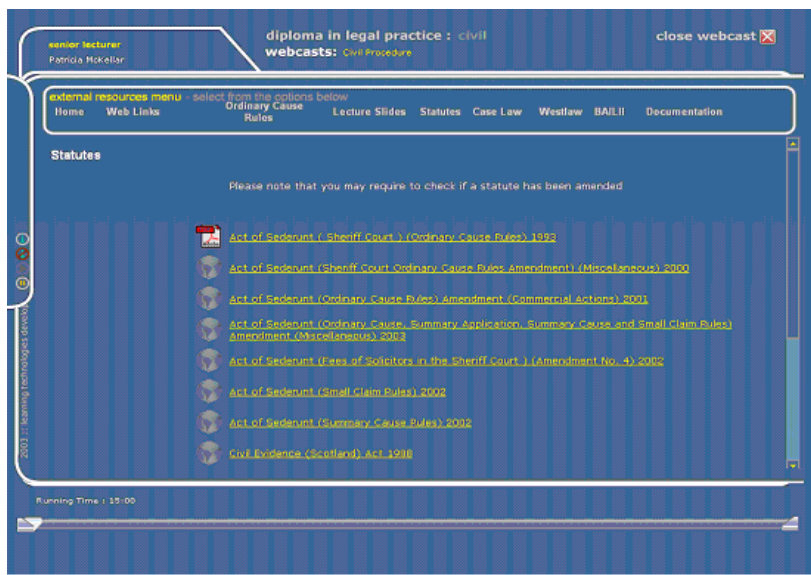 senior lecturer
Patricia McKellar
diploma in legal practice : civil
webcasts: Civil Procedure
close webcast
external resources menu - select from the options below
Home Web Links Ordinary Cause Rules Lecture Slides Statutes Case Law Westlaw BAILII Documentation
Statutes
Please note that you may require to check if a statute has been amended
Act of Sederunt ( Sheriff Court ) (Ordinary Cause Rules) 1993
Act of Sederunt (Sheriff Court Ordinary Cause Rules Amendment) (Miscellaneous) 2000
Act of Sederunt (Ordinary Cause Rules) Amendment (Commercial Actions) 2001
Act of Sederunt (Ordinary Cause, Summary Application, Summary Cause and Small Claim Rules)
Amendment (Miscellaneous) 2003
Act of Sederunt (Fees of Solicitors in the Sheriff Court ) (Amendment No. 4) 2002
Act of Sederunt (Small Claim Rules) 2002
Act of Sederunt (Summary Cause Rules) 2002
Civil Evidence (Scotland) Act 1988
2003 :: learning technologies develop
Running Time : 15:00